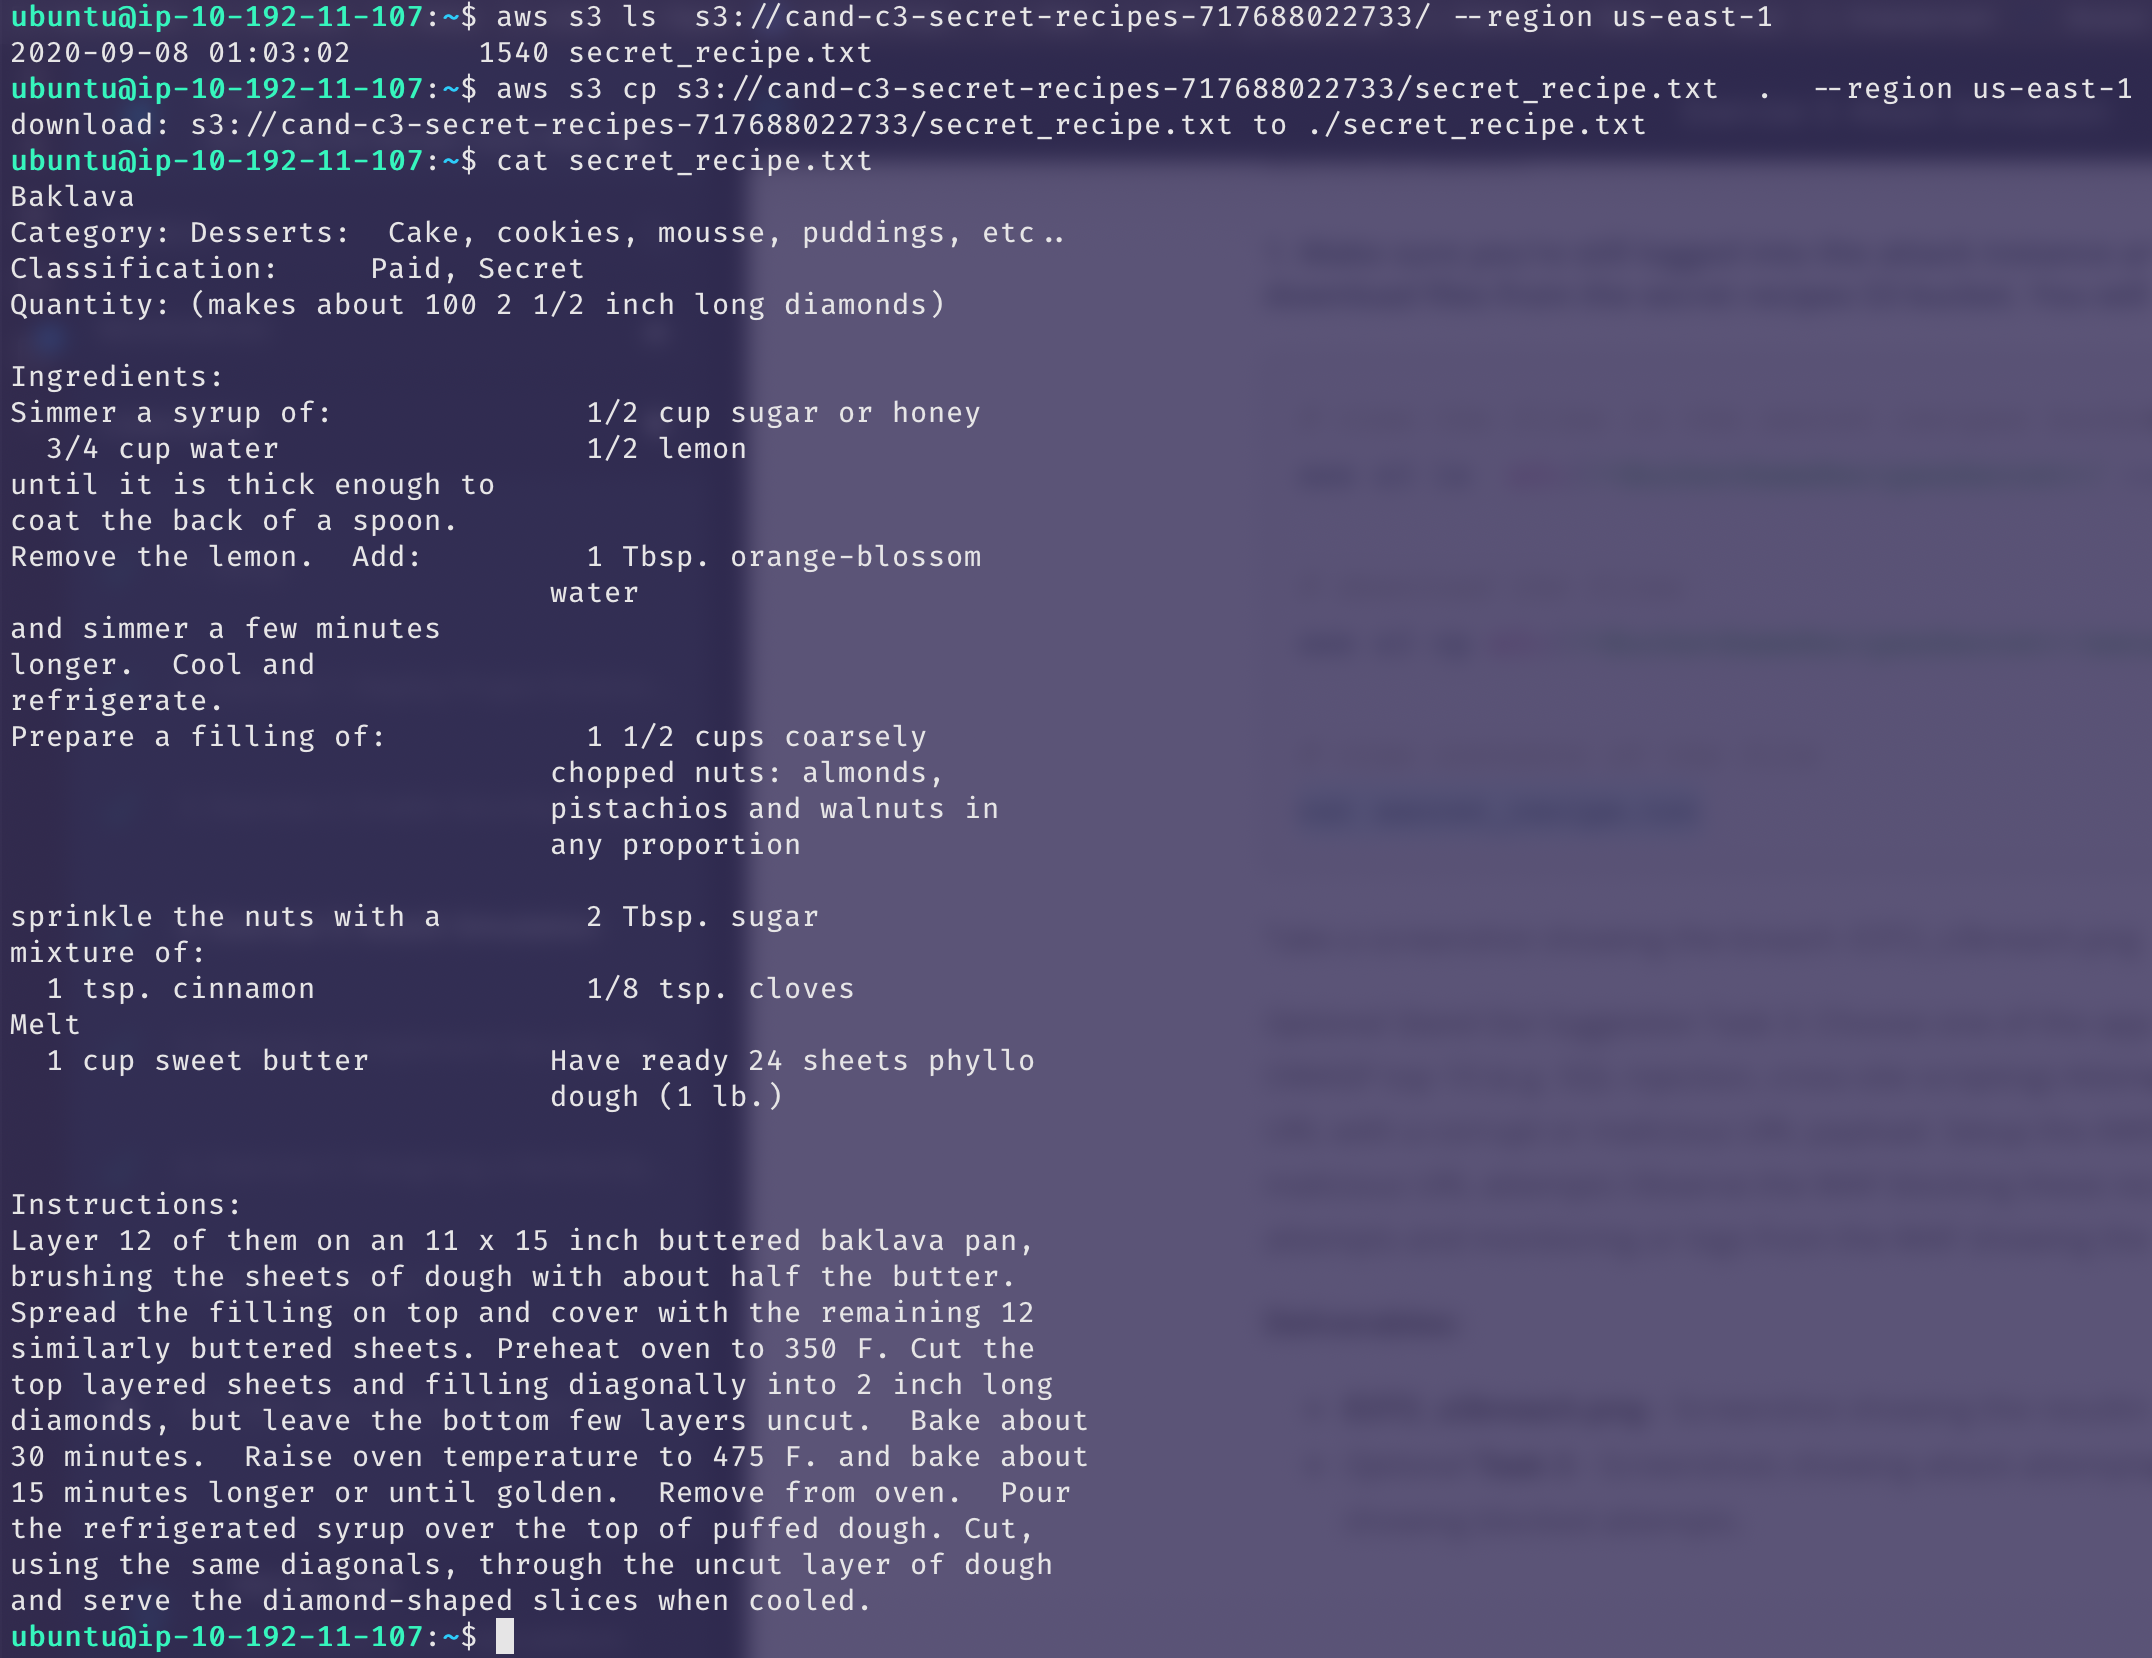 ubuntu@ip-10-192-11-107:~$ aws s3 ls  s3://cand-c3-secret-recipes-717688022733/ --region us-east-1
2020-09-08 01:03:02       1540 secret_recipe.txt
ubuntu@ip-10-192-11-107:~$ aws s3 cp s3://cand-c3-secret-recipes-717688022733/secret_recipe.txt  .  --region us-east-1
download: s3://cand-c3-secret-recipes-717688022733/secret_recipe.txt to ./secret_recipe.txt
ubuntu@ip-10-192-11-107:~$ cat secret_recipe.txt
Baklava
Category: Desserts:  Cake, cookies, mousse, puddings, etc..
Classification:     Paid, Secret
Quantity: (makes about 100 2 1/2 inch long diamonds)

Ingredients:
Simmer a syrup of:              1/2 cup sugar or honey
  3/4 cup water                 1/2 lemon
until it is thick enough to
coat the back of a spoon.
Remove the lemon.  Add:         1 Tbsp. orange-blossom
                              water
and simmer a few minutes
longer.  Cool and
refrigerate.
Prepare a filling of:           1 1/2 cups coarsely
                              chopped nuts: almonds,
                              pistachios and walnuts in
                              any proportion

sprinkle the nuts with a        2 Tbsp. sugar
mixture of:
  1 tsp. cinnamon               1/8 tsp. cloves
Melt
  1 cup sweet butter          Have ready 24 sheets phyllo
                              dough (1 lb.)

Instructions:
Layer 12 of them on an 11 x 15 inch buttered baklava pan,
brushing the sheets of dough with about half the butter.
Spread the filling on top and cover with the remaining 12
similarly buttered sheets. Preheat oven to 350 F. Cut the
top layered sheets and filling diagonally into 2 inch long
diamonds, but leave the bottom few layers uncut.  Bake about
30 minutes.  Raise oven temperature to 475 F. and bake about
15 minutes longer or until golden.  Remove from oven.  Pour
the refrigerated syrup over the top of puffed dough. Cut,
using the same diagonals, through the uncut layer of dough
and serve the diamond-shaped slices when cooled.
ubuntu@ip-10-192-11-107:~$